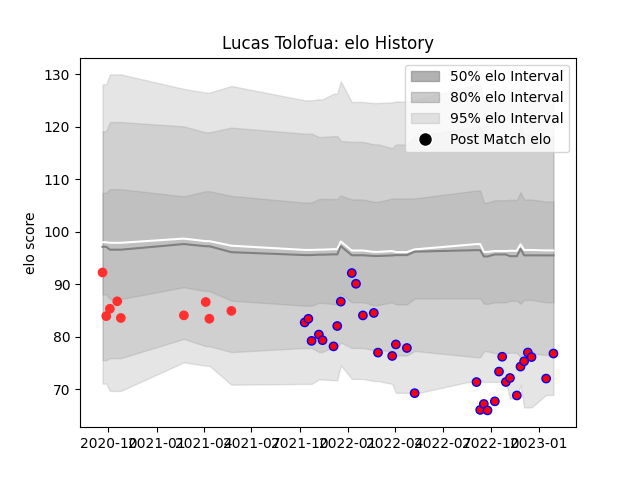 Lucas Tolofua: elo History
130
120
110
100
90
80
70
elo score
50% elo Interval
80% elo Interval
95% elo Interval
Post Match elo
2020-10
2021-01
2021-04
2021-07
2021-10
2022-01
2022-04
2022-07
2022-10
2023-01